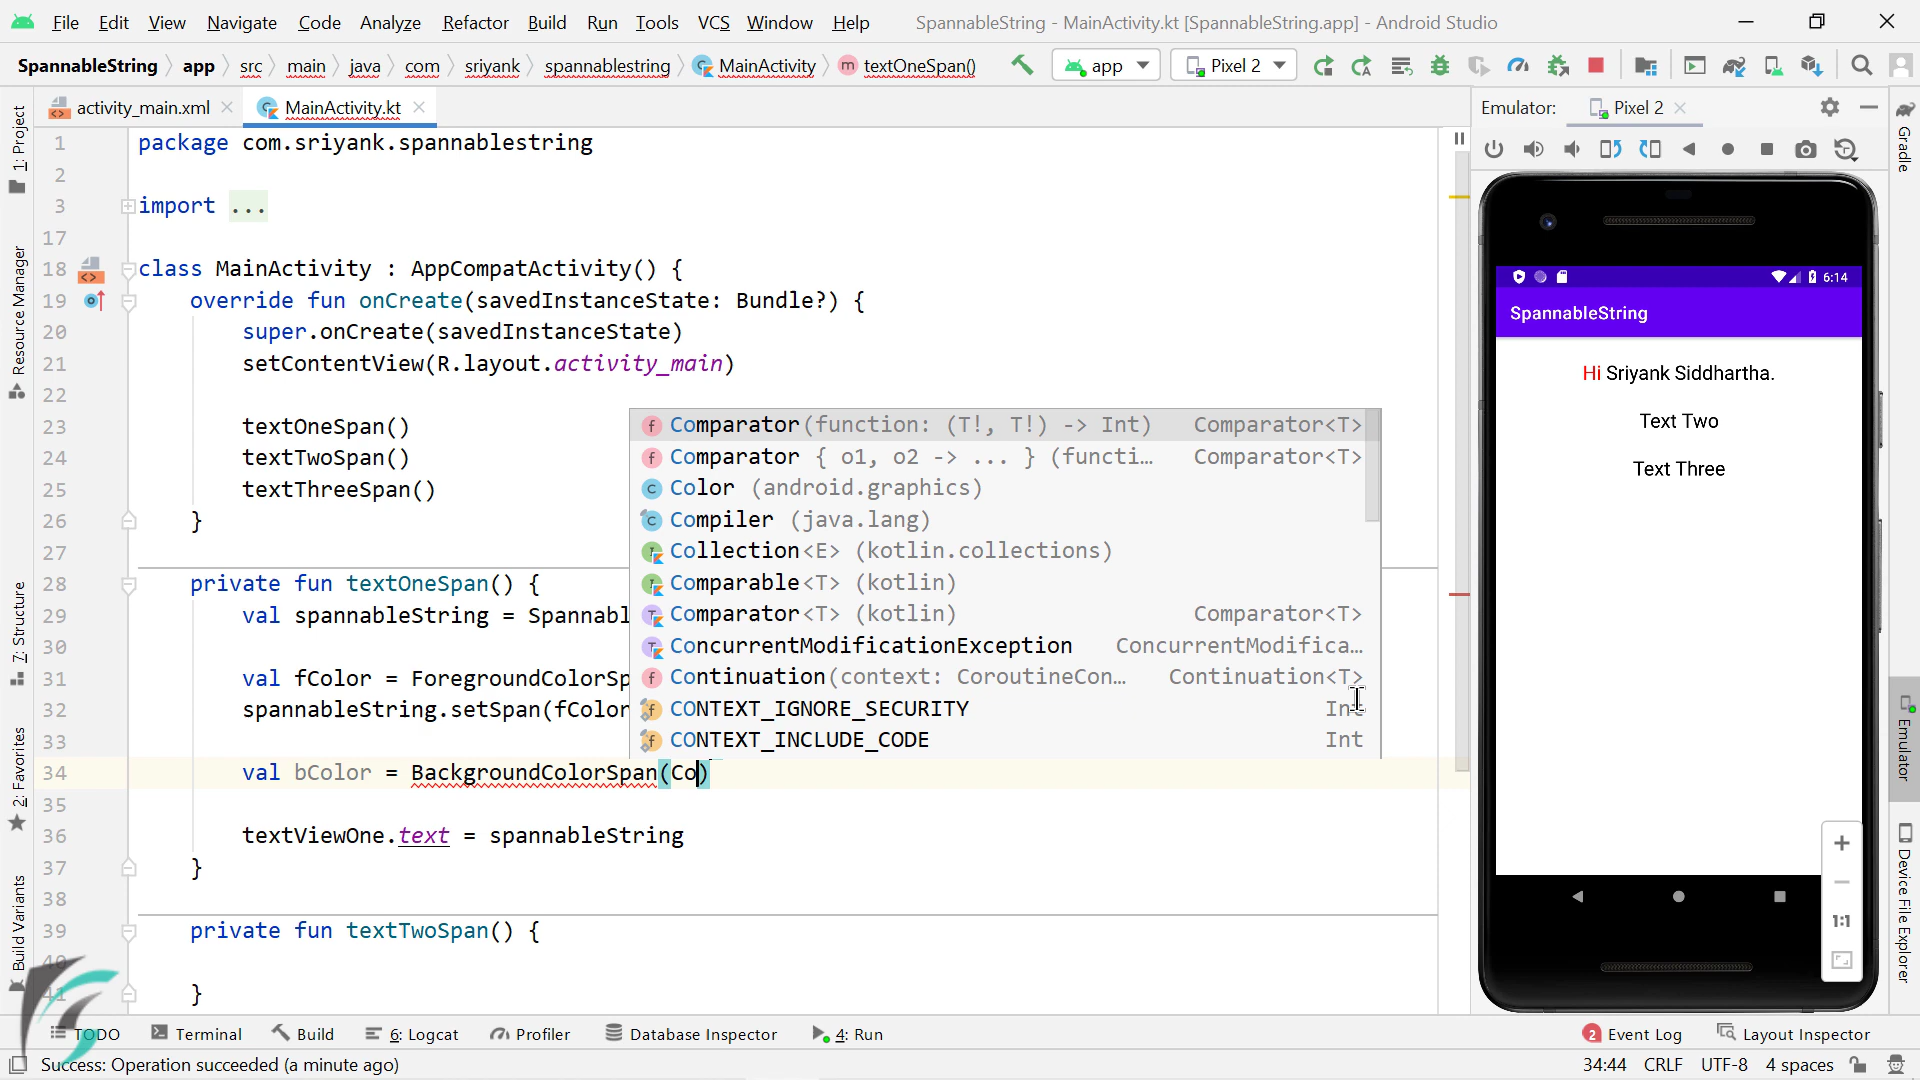 File Edit View Navigate Code Analyze Refactor Build Run Tools VCS Window Help SpannableString - MainActivity.kt [SpannableString.app] - Android Studio
SpannableString app src main java com sriyank spannablestring MainActivity textOneSpan() app Pixel 2
activity_main.xml MainActivity.kt Emulator: Pixel 2
1 package com.sriyank.spannablestring
2
3 import ...
17
18 class MainActivity : AppCompatActivity() {
19 override fun onCreate(savedInstanceState: Bundle?) {
20 super.onCreate(savedInstanceState)
21 setContentView(R.layout.activity_main)
22
23 textOneSpan()
24 textTwoSpan()
25 textThreeSpan()
26 }
27
28 private fun textOneSpan() {
29 val spannableString = Spannabl
30
31 val fColor = ForegroundColorSp
32 spannableString.setSpan(fColor
33
34 val bColor = BackgroundColorSpan(Co)
35
36 textViewOne.text = spannableString
37 }
38
39 private fun textTwoSpan() {
40
41 }
Comparator(function: (T!, T!) -> Int) Comparator<T>
Comparator { o1, o2 -> ... } (functi... Comparator<T>
Color (android.graphics)
Compiler (java.lang)
Collection<E> (kotlin.collections)
Comparable<T> (kotlin)
Comparator<T> (kotlin) Comparator<T>
ConcurrentModificationException ConcurrentModifica...
Continuation(context: CoroutineCon... Continuation<T>
CONTEXT_IGNORE_SECURITY Int
CONTEXT_INCLUDE_CODE Int
1: Project
Resource Manager
7: Structure
2: Favorites
Build Variants
6:14
SpannableString
Hi Sriyank Siddhartha.
Text Two
Text Three
1:1
Gradle
Emulator
Device File Explorer
TODO Terminal Build 6: Logcat Profiler Database Inspector 4: Run 2 Event Log Layout Inspector
Success: Operation succeeded (a minute ago) 34:44 CRLF UTF-8 4 spaces